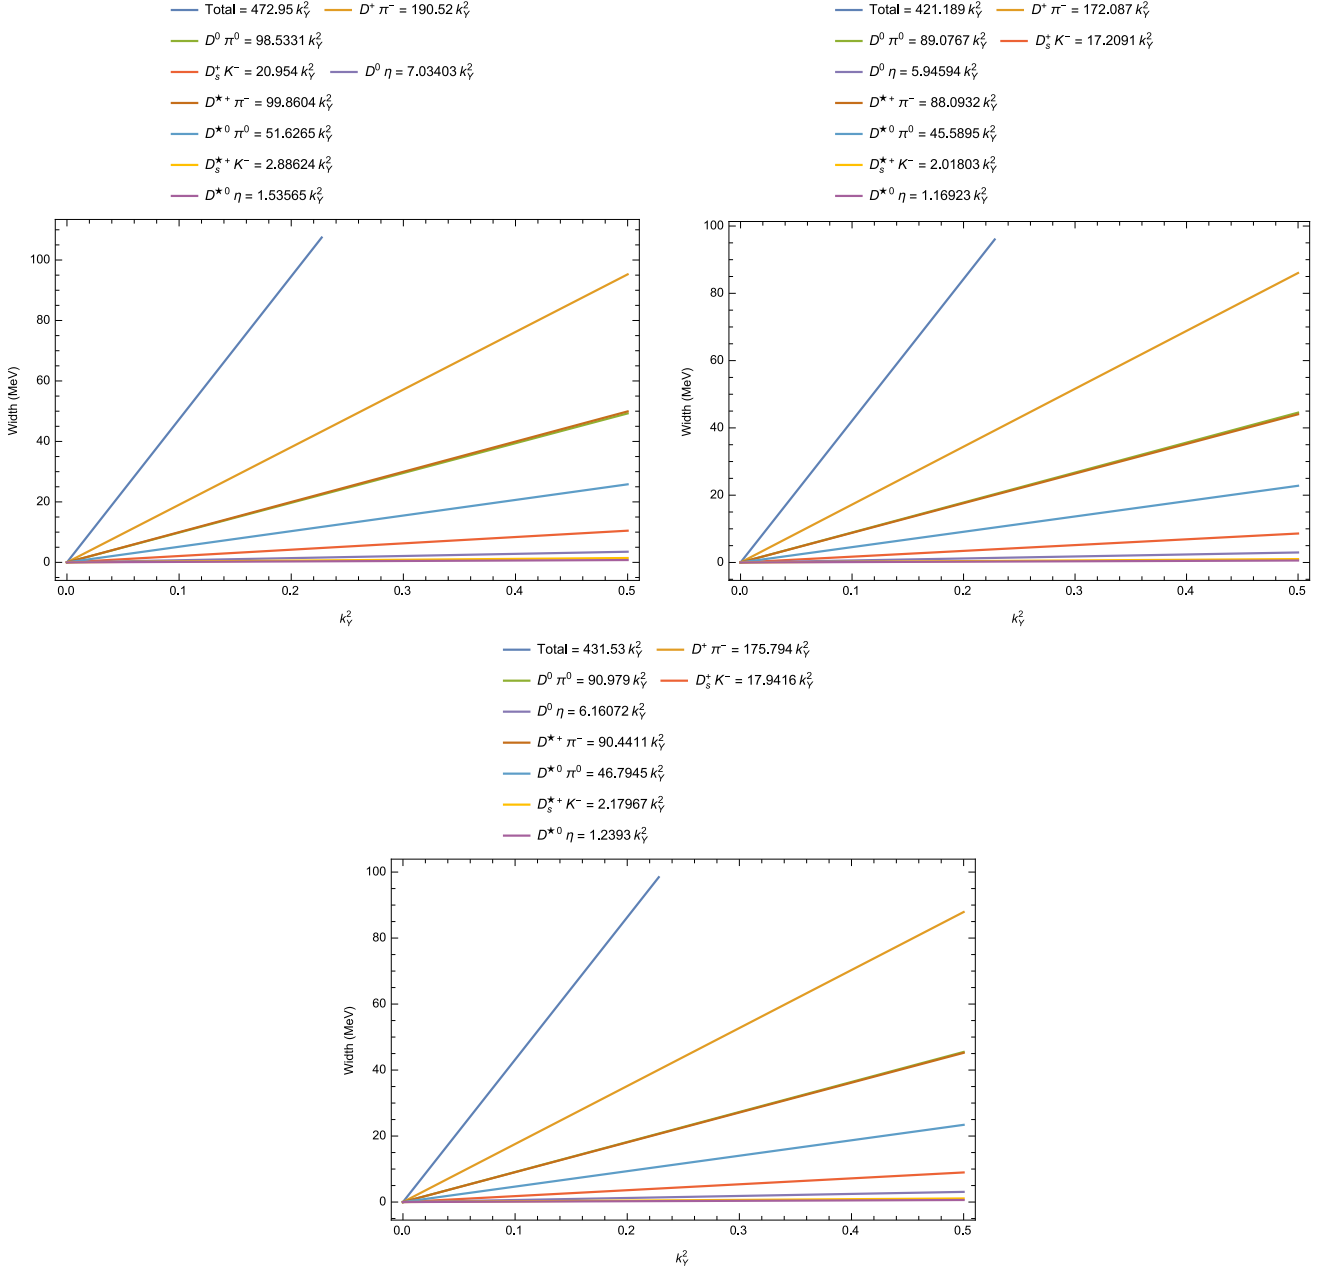 Total = 472.95 k_Y^2 D^+ π^- = 190.52 k_Y^2
D^0 π^0 = 98.5331 k_Y^2
D_s^+ K^- = 20.954 k_Y^2 D^0 η = 7.03403 k_Y^2
D^{★+} π^- = 99.8604 k_Y^2
D^{★0} π^0 = 51.6265 k_Y^2
D_s^{★+} K^- = 2.88624 k_Y^2
D^{★0} η = 1.53565 k_Y^2
100
80
60
40
20
0
Width (MeV)
0.0 0.1 0.2 0.3 0.4 0.5
k_Y^2
Total = 421.189 k_Y^2 D^+ π^- = 172.087 k_Y^2
D^0 π^0 = 89.0767 k_Y^2 D_s^+ K^- = 17.2091 k_Y^2
D^0 η = 5.94594 k_Y^2
D^{★+} π^- = 88.0932 k_Y^2
D^{★0} π^0 = 45.5895 k_Y^2
D_s^{★+} K^- = 2.01803 k_Y^2
D^{★0} η = 1.16923 k_Y^2
100
80
60
40
20
0
Width (MeV)
0.0 0.1 0.2 0.3 0.4 0.5
k_Y^2
Total = 431.53 k_Y^2 D^+ π^- = 175.794 k_Y^2
D^0 π^0 = 90.979 k_Y^2 D_s^+ K^- = 17.9416 k_Y^2
D^0 η = 6.16072 k_Y^2
D^{★+} π^- = 90.4411 k_Y^2
D^{★0} π^0 = 46.7945 k_Y^2
D_s^{★+} K^- = 2.17967 k_Y^2
D^{★0} η = 1.2393 k_Y^2
100
80
60
40
20
0
Width (MeV)
0.0 0.1 0.2 0.3 0.4 0.5
k_Y^2